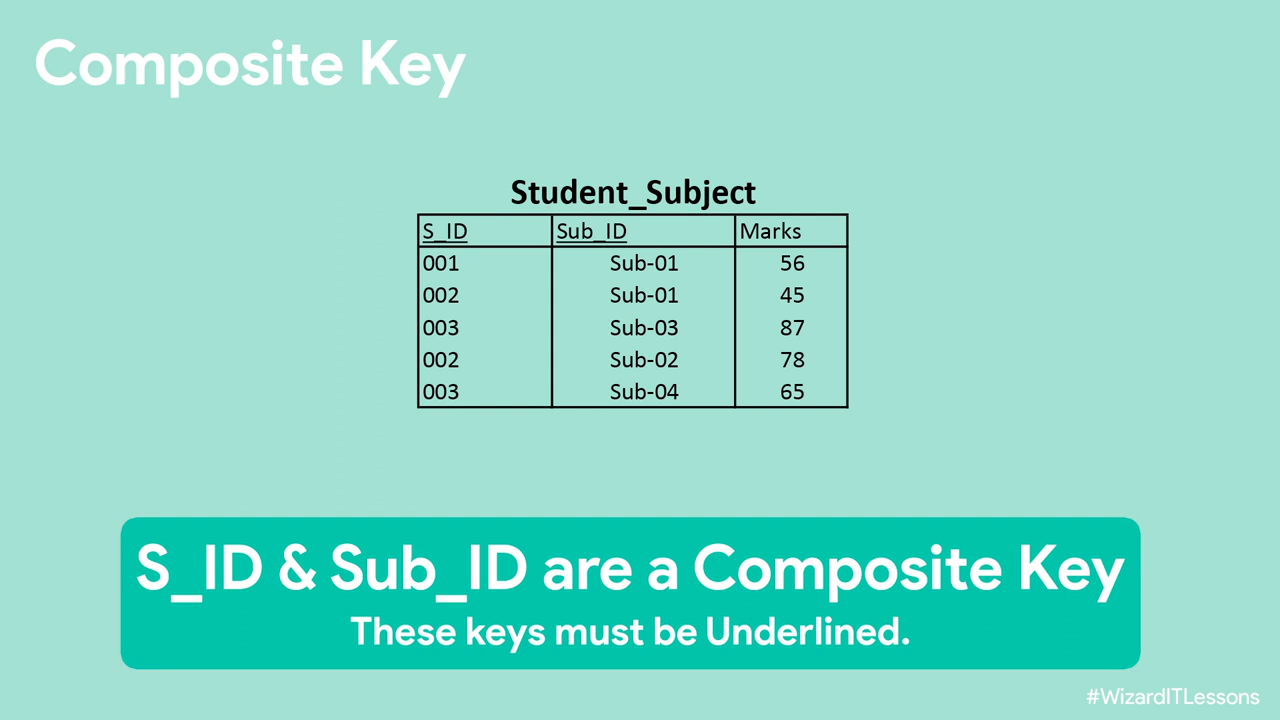 Composite Key
Student_Subject
S_ID Sub_ID Marks
001 Sub-01 56
002 Sub-01 45
003 Sub-03 87
002 Sub-02 78
003 Sub-04 65
S_ID & Sub_ID are a Composite Key
These keys must be Underlined.
#WizardITLessons